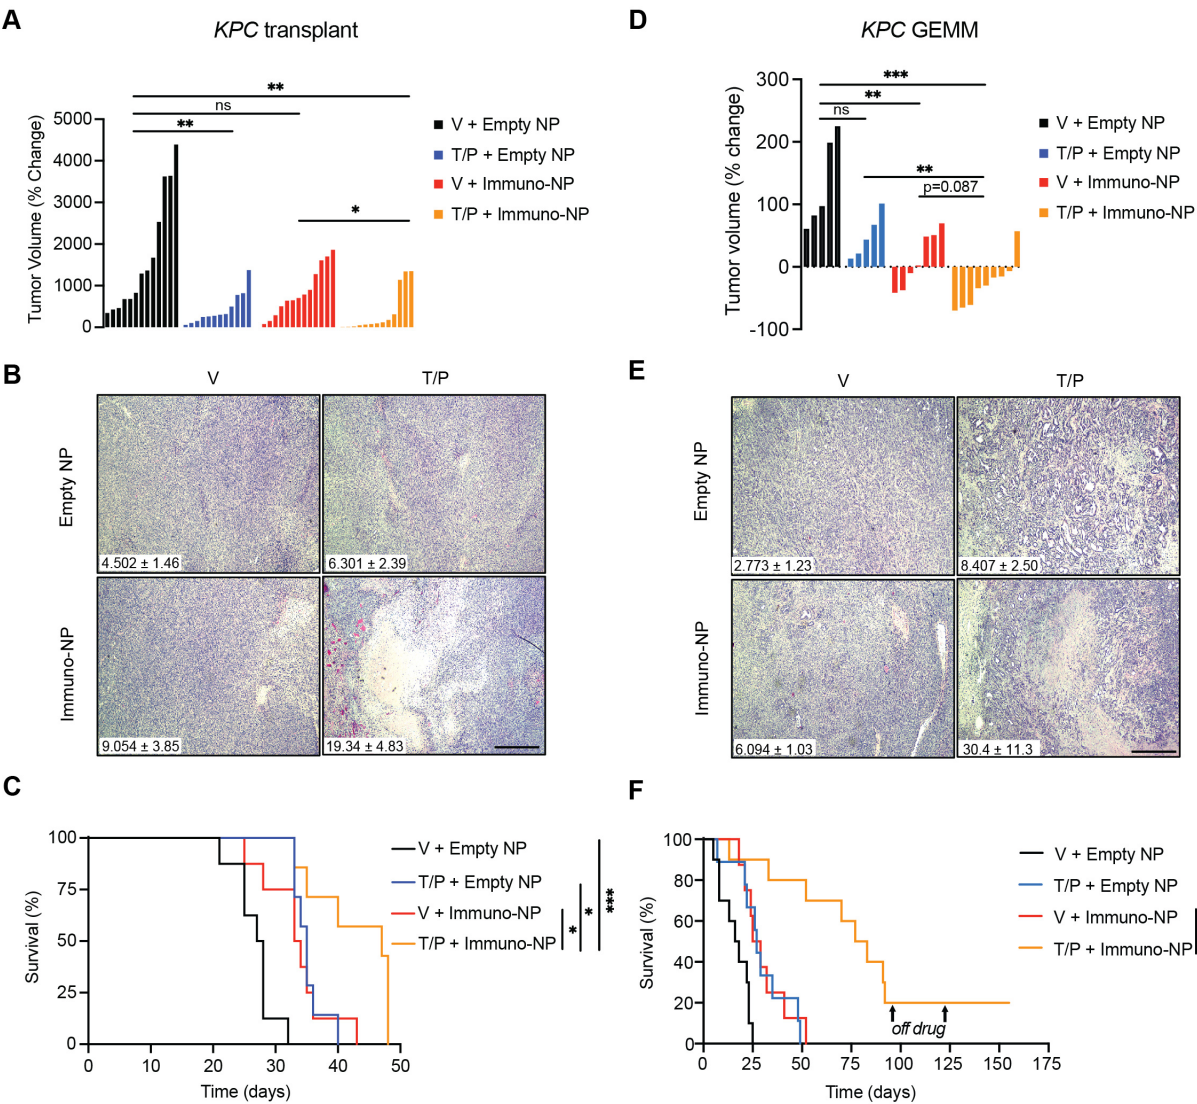 A
KPC transplant
**
ns
**
*
Tumor Volume (% Change)
5000
4000
3000
2000
1000
0
V + Empty NP
T/P + Empty NP
V + Immuno-NP
T/P + Immuno-NP
D
KPC GEMM
***
**
ns
**
p=0.087
Tumor volume (% change)
300
200
100
0
-100
V + Empty NP
T/P + Empty NP
V + Immuno-NP
T/P + Immuno-NP
B
V
T/P
Empty NP
4.502 ± 1.46
6.301 ± 2.39
Immuno-NP
9.054 ± 3.85
19.34 ± 4.83
E
V
T/P
Empty NP
2.773 ± 1.23
8.407 ± 2.50
Immuno-NP
6.094 ± 1.03
30.4 ± 11.3
C
Survival (%)
100
75
50
25
0
0 10 20 30 40 50
Time (days)
V + Empty NP
T/P + Empty NP
V + Immuno-NP
T/P + Immuno-NP
*
*
***
F
Survival (%)
100
80
60
40
20
0
0 25 50 75 100 125 150 175
Time (days)
off drug
V + Empty NP
T/P + Empty NP
V + Immuno-NP
T/P + Immuno-NP